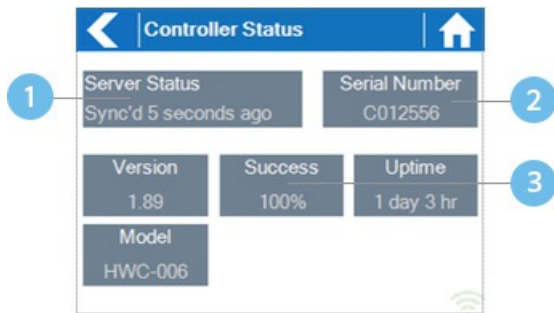 Controller Status
1
Server Status
Sync'd 5 seconds ago
Serial Number
C012556
2
Version
1.89
Success
100%
Uptime
1 day 3 hr
3
Model
HWC-006